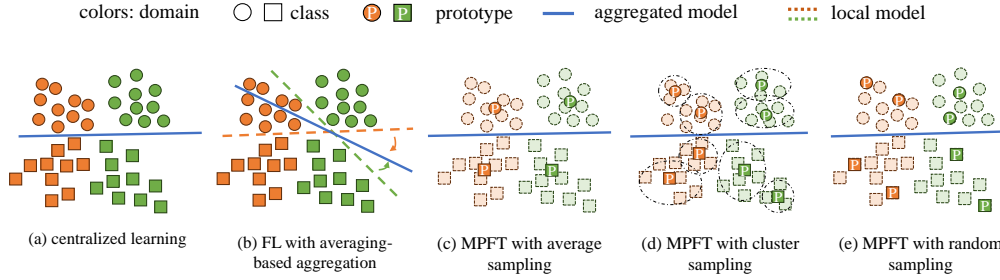 colors: domain class P P prototype aggregated model local model
P P P P P P P P P P P P P P P P P P P P
(a) centralized learning
(b) FL with averaging-
based aggregation
(c) MPFT with average
sampling
(d) MPFT with cluster
sampling
(e) MPFT with random
sampling